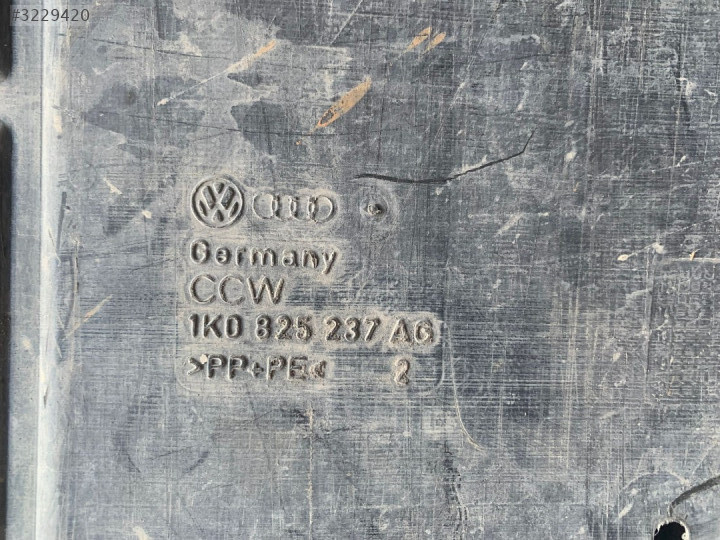 #3229420
Germany
CCW
1K0 825 237 AG
>PP+PE<
2